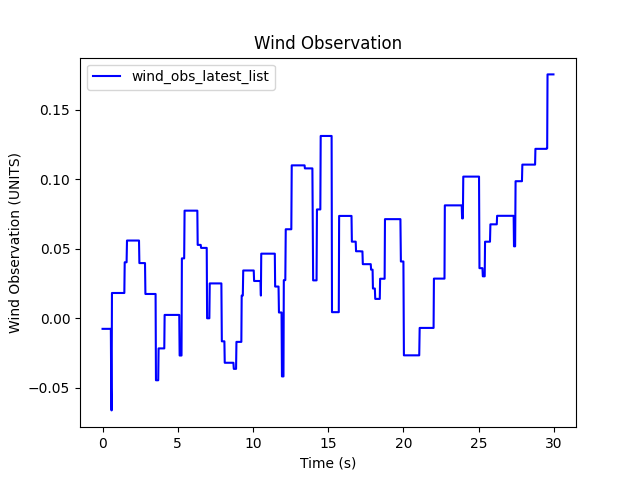 Wind Observation
wind_obs_latest_list
Wind Observation (UNITS)
0.15
0.10
0.05
0.00
−0.05
0 5 10 15 20 25 30
Time (s)